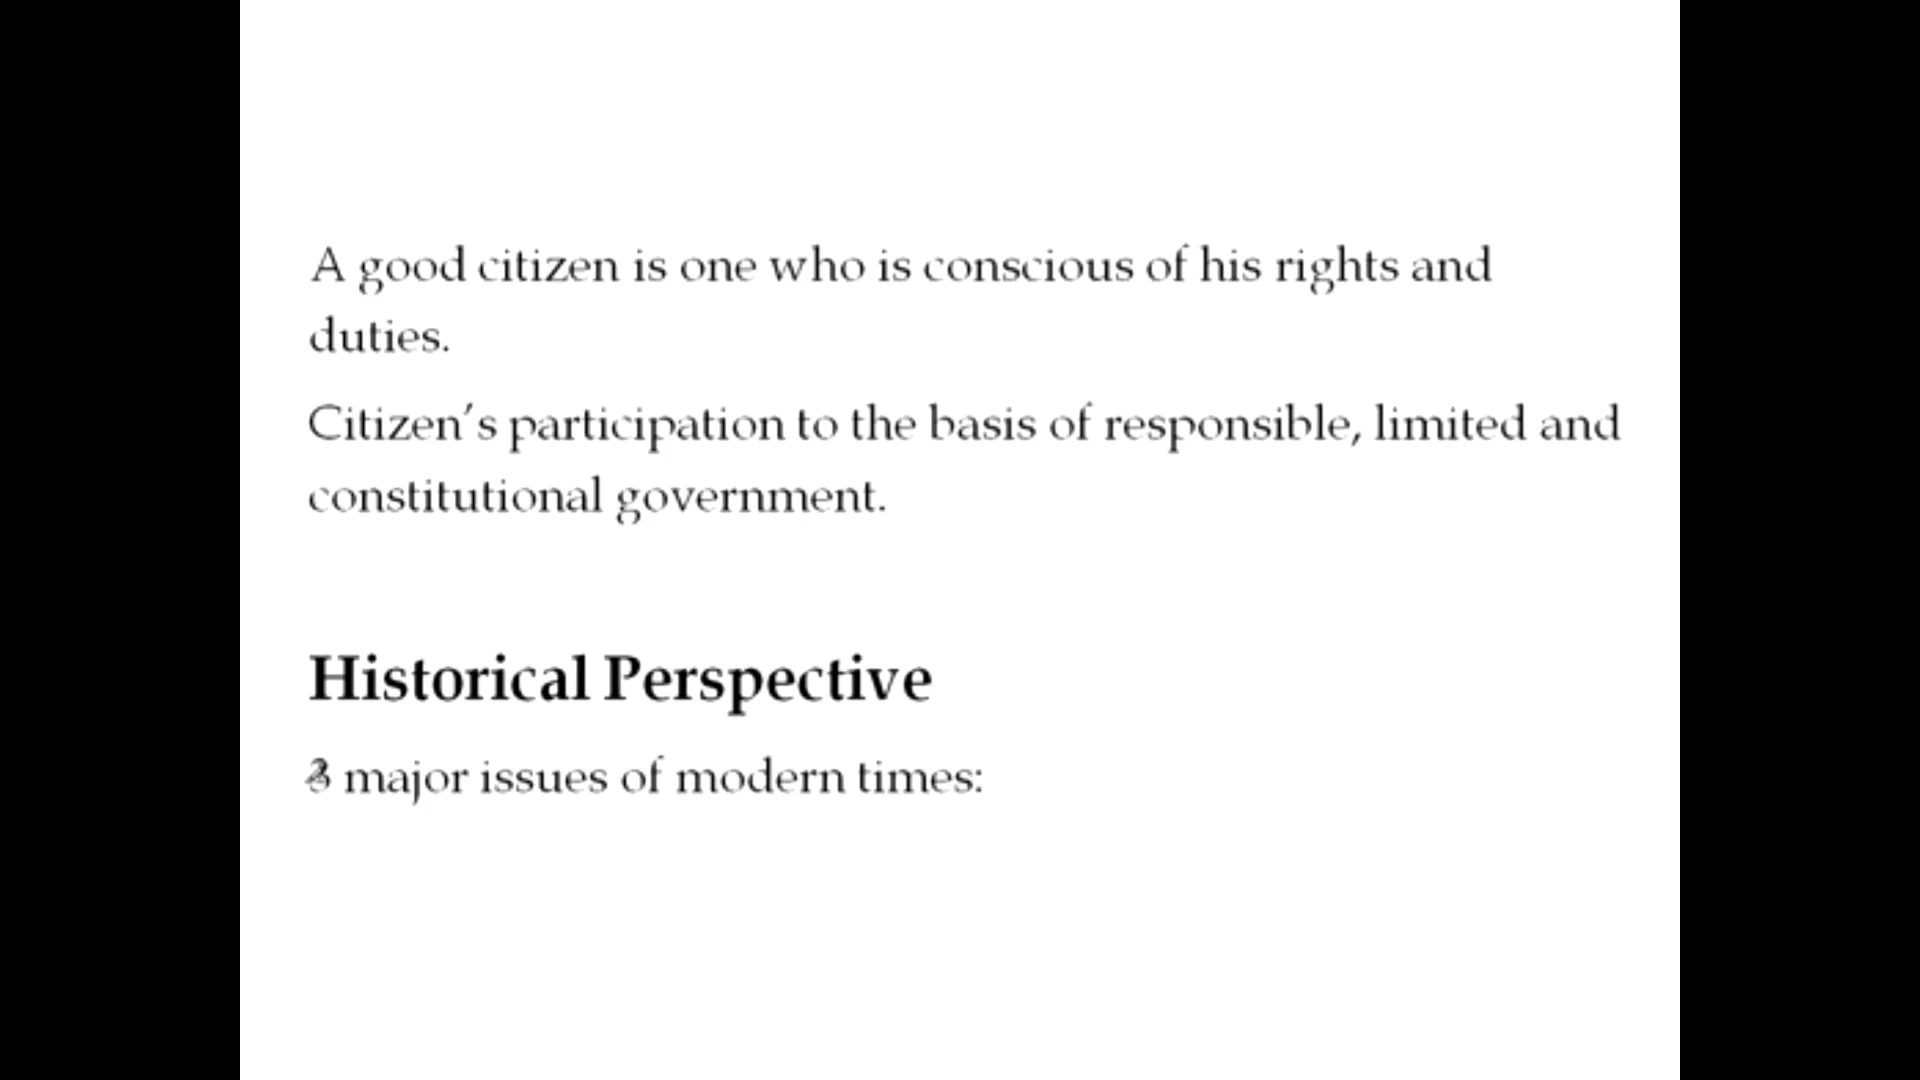 A good citizen is one who is conscious of his rights and
duties.
Citizen's participation to the basis of responsible, limited and
constitutional government.
Historical Perspective
major issues of modern times: